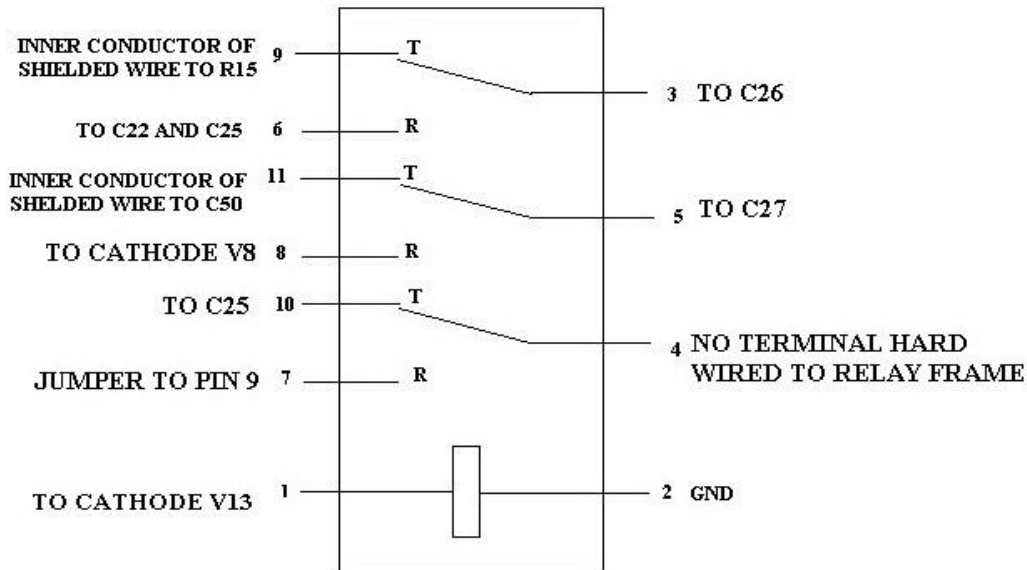 INNER CONDUCTOR OF
SHIELDED WIRE TO R15
9
T
3 TO C26
TO C22 AND C25 6
R
INNER CONDUCTOR OF
SHELDED WIRE TO C50
11
T
5 TO C27
TO CATHODE V8 8
R
TO C25 10
T
4 NO TERMINAL HARD
WIRED TO RELAY FRAME
JUMPER TO PIN 9 7
R
TO CATHODE V13 1
2 GND